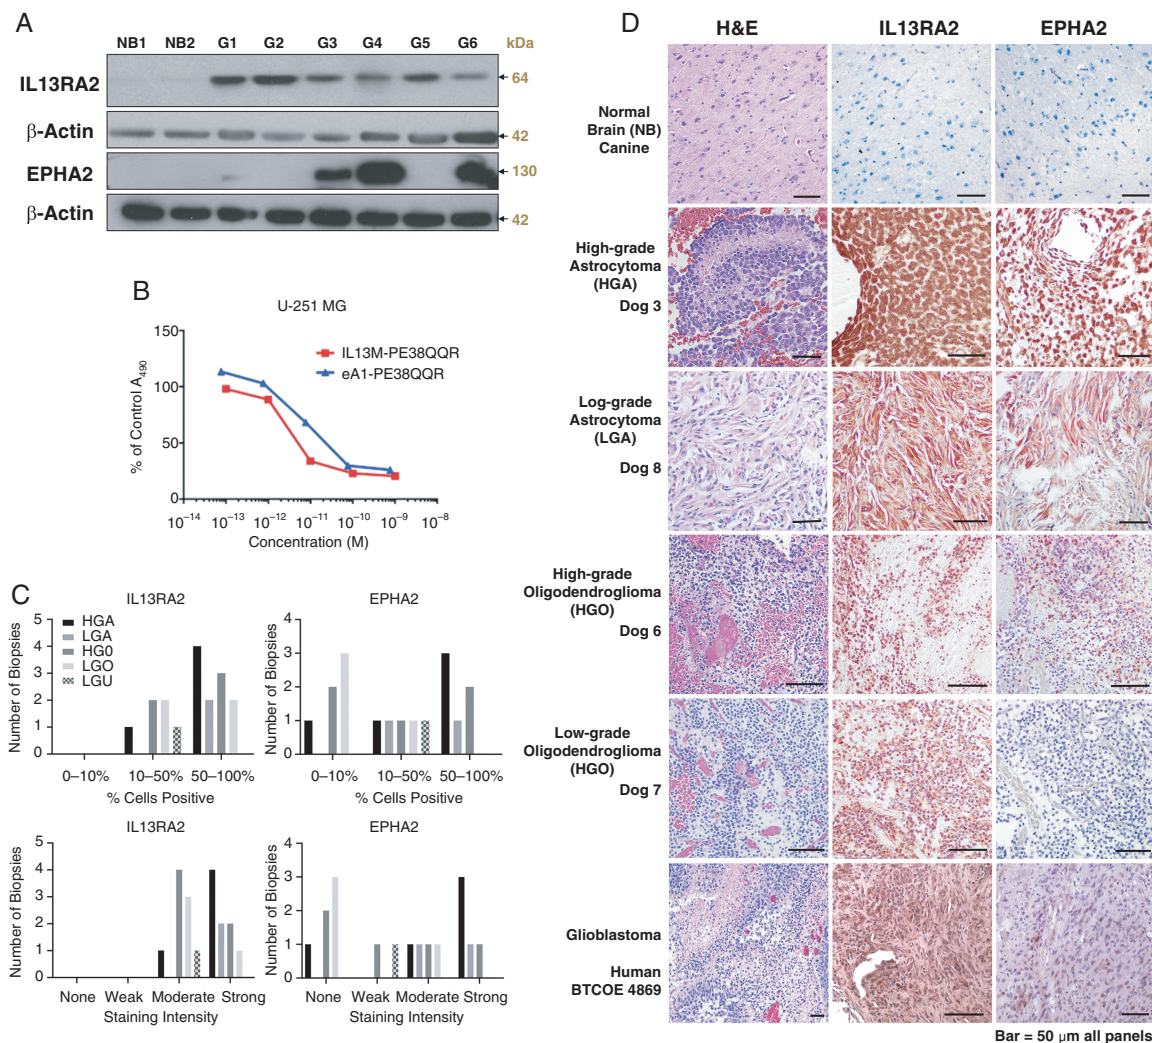 A
NB1 NB2 G1 G2 G3 G4 G5 G6 kDa
IL13RA2 64
β-Actin 42
EPHA2 130
β-Actin 42
B
U-251 MG
% of Control A490
150
100
50
0
IL13M-PE38QQR
eA1-PE38QQR
10−14 10−13 10−12 10−11 10−10 10−9 10−8
Concentration (M)
C
IL13RA2
Number of Biopsies
5
4
3
2
1
0
HGA
LGA
HG0
LGO
LGU
0–10% 10–50% 50–100%
% Cells Positive
EPHA2
Number of Biopsies
4
3
2
1
0
0–10% 10–50% 50–100%
% Cells Positive
IL13RA2
Number of Biopsies
5
4
3
2
1
0
None Weak Moderate Strong
Staining Intensity
EPHA2
Number of Biopsies
4
3
2
1
0
None Weak Moderate Strong
Staining Intensity
D
H&E IL13RA2 EPHA2
Normal
Brain (NB)
Canine
High-grade
Astrocytoma
(HGA)
Dog 3
Log-grade
Astrocytoma
(LGA)
Dog 8
High-grade
Oligodendroglioma
(HGO)
Dog 6
Low-grade
Oligodendroglioma
(HGO)
Dog 7
Glioblastoma
Human
BTCOE 4869
Bar = 50 μm all panels